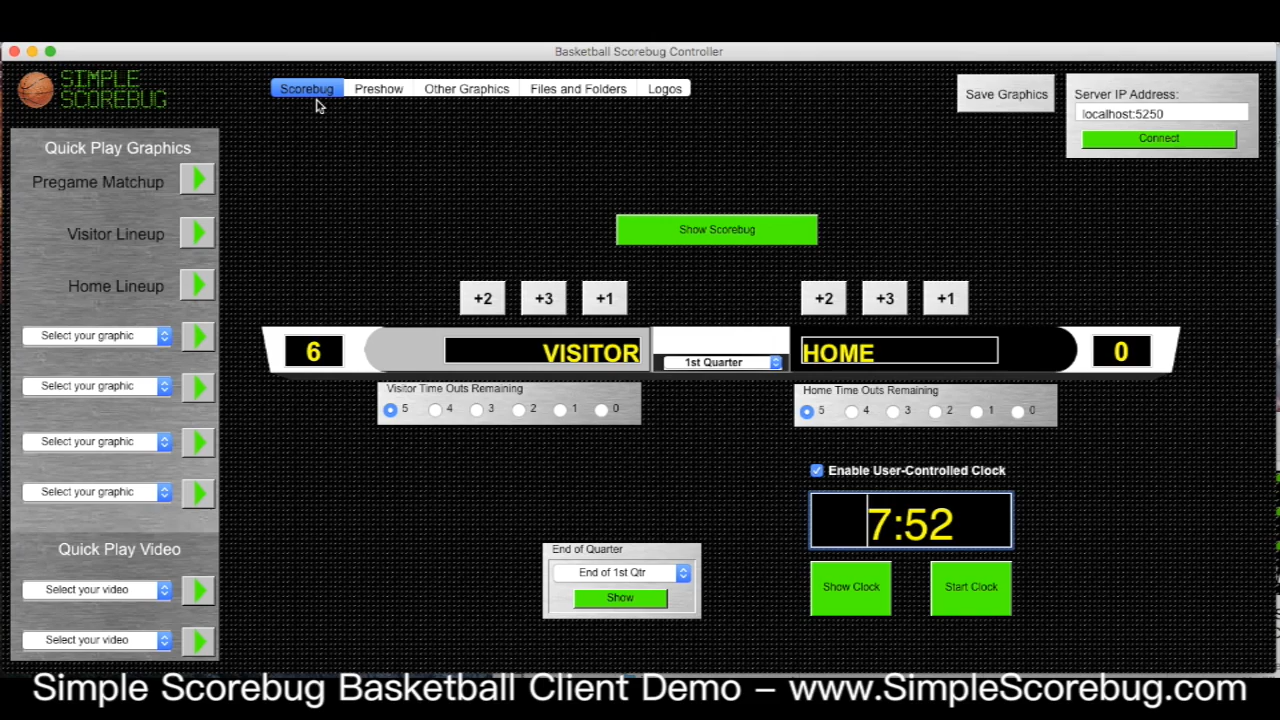 Basketball Scorebug Controller
SIMPLE
SCOREBUG
Scorebug
Preshow
Other Graphics
Files and Folders
Logos
Save Graphics
Server IP Address:
localhost:5250
Connect
Quick Play Graphics
Pregame Matchup
Visitor Lineup
Home Lineup
Select your graphic
Select your graphic
Select your graphic
Select your graphic
Quick Play Video
Select your video
Select your video
Show Scorebug
+2
+3
+1
+2
+3
+1
6
VISITOR
1st Quarter
HOME
0
Visitor Time Outs Remaining
5 4 3 2 1 0
Home Time Outs Remaining
5 4 3 2 1 0
Enable User-Controlled Clock
7:52
Show Clock
Start Clock
End of Quarter
End of 1st Qtr
Show
Simple Scorebug Basketball Client Demo – www.SimpleScorebug.com